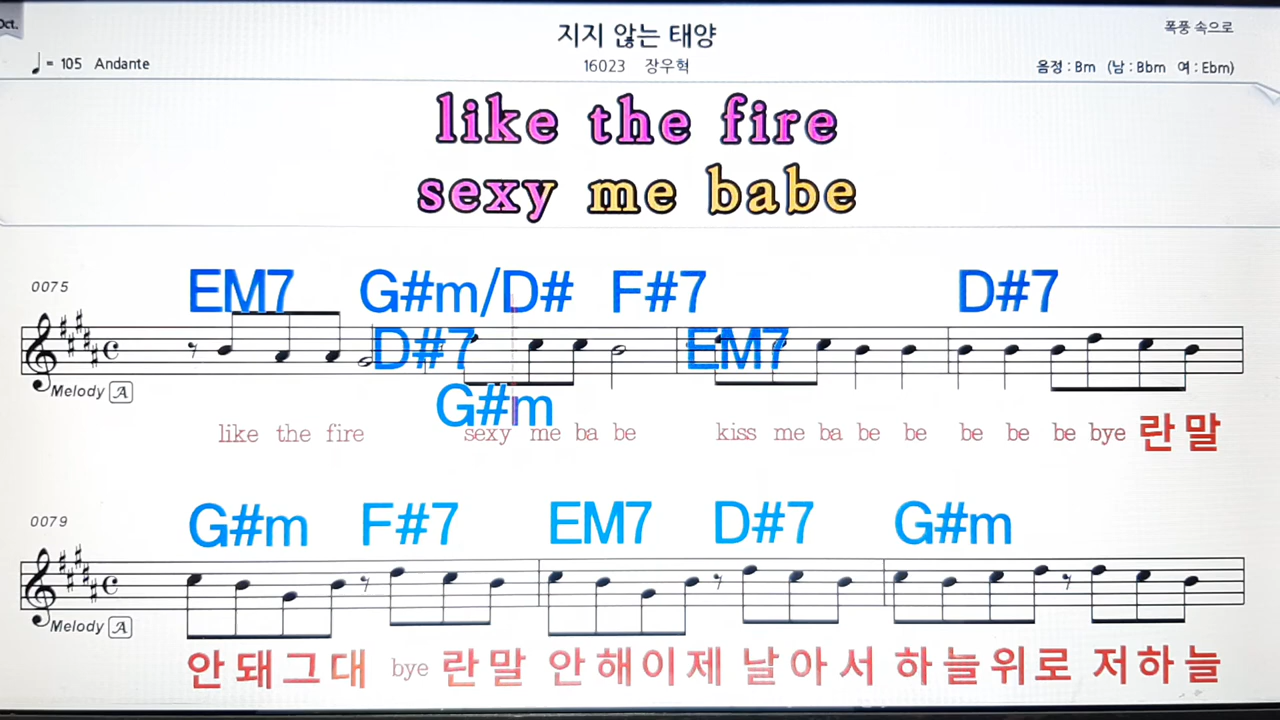 Oct.
지지 않는 태양
폭풍 속으로
♩= 105 Andante
16023 장우혁
음정 : Bm (남 : Bbm 여 : Ebm)
like the fire
sexy me babe
0075
EM7 G#m/D# F#7 D#7
D#7 EM7
G#m
Melody A
like the fire sexy me ba be kiss me ba be be be be be bye 란말
0079
G#m F#7 EM7 D#7 G#m
Melody A
안돼그대 bye 란말 안해이제 날아서 하늘위로 저하늘